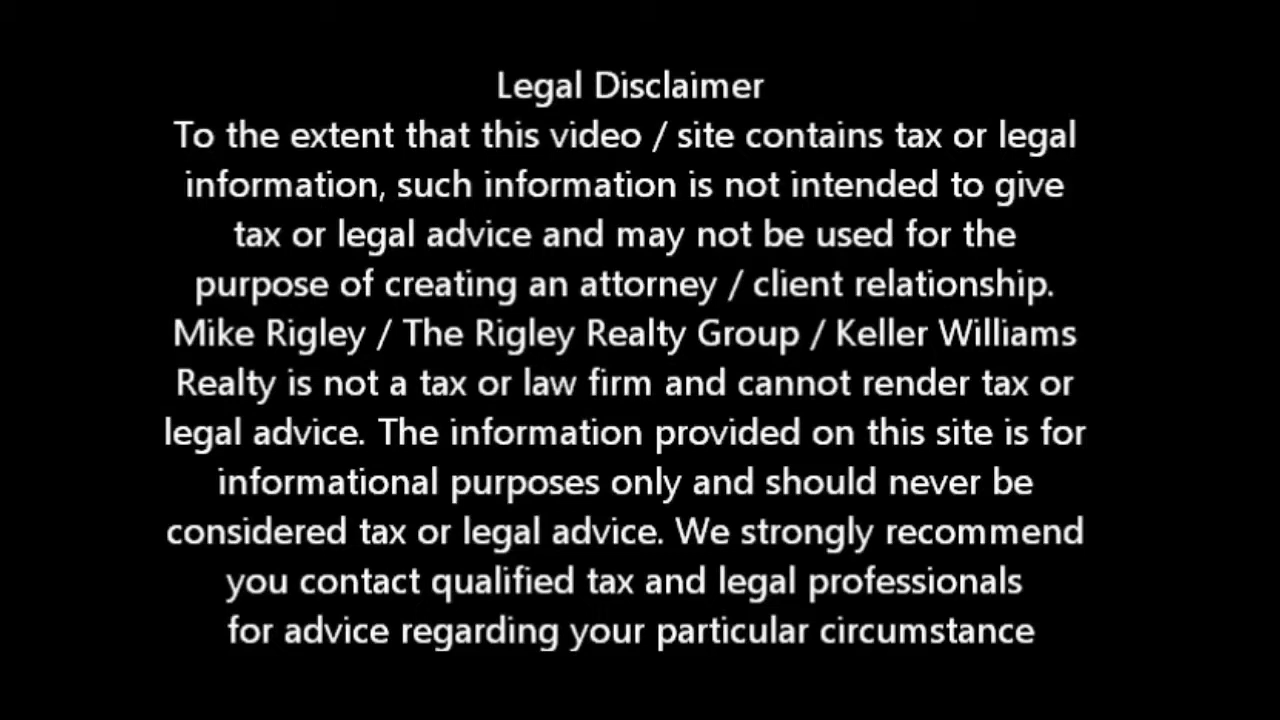 Legal Disclaimer
To the extent that this video / site contains tax or legal
information, such information is not intended to give
tax or legal advice and may not be used for the
purpose of creating an attorney / client relationship.
Mike Rigley / The Rigley Realty Group / Keller Williams
Realty is not a tax or law firm and cannot render tax or
legal advice. The information provided on this site is for
informational purposes only and should never be
considered tax or legal advice. We strongly recommend
you contact qualified tax and legal professionals
for advice regarding your particular circumstance